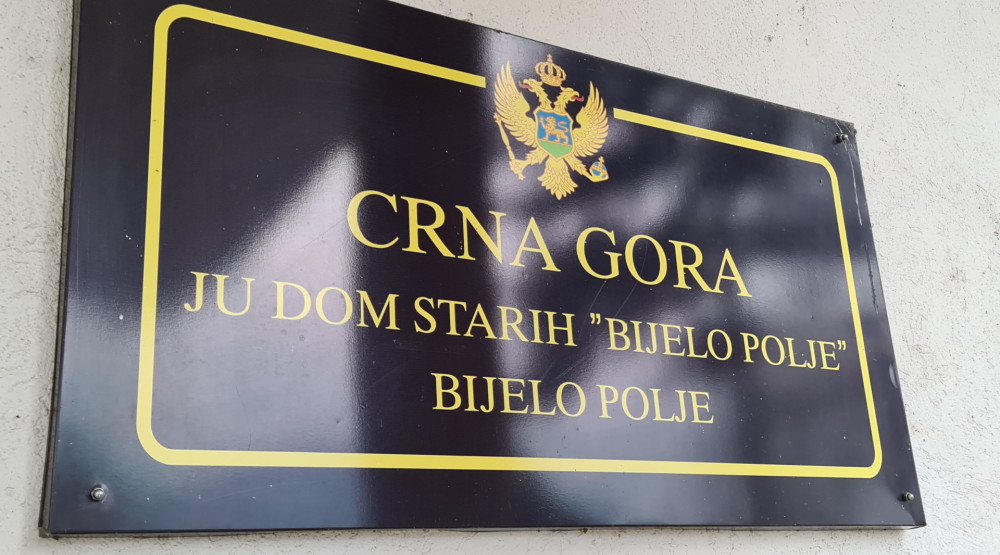 CRNA GORA
JU DOM STARIH "BIJELO POLJE"
BIJELO POLJE